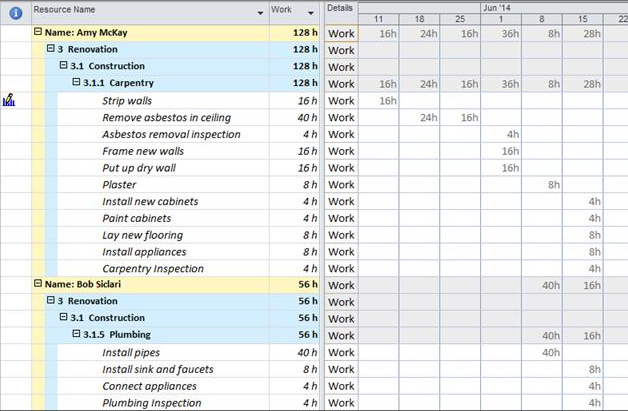 Resource Name Work Details Jun '14
11 18 25 1 8 15 22
Name: Amy McKay 128 h Work 16h 24h 16h 36h 8h 28h
3 Renovation 128 h Work
3.1 Construction 128 h Work
3.1.1 Carpentry 128 h Work 16h 24h 16h 36h 8h 28h
Strip walls 16 h Work 16h
Remove asbestos in ceiling 40 h Work 24h 16h
Asbestos removal inspection 4 h Work 4h
Frame new walls 16 h Work 16h
Put up dry wall 16 h Work 16h
Plaster 8 h Work 8h
Install new cabinets 4 h Work 4h
Paint cabinets 4 h Work 4h
Lay new flooring 8 h Work 8h
Install appliances 8 h Work 8h
Carpentry Inspection 4 h Work 4h
Name: Bob Siclari 56 h Work 40h 16h
3 Renovation 56 h Work
3.1 Construction 56 h Work
3.1.5 Plumbing 56 h Work 40h 16h
Install pipes 40 h Work 40h
Install sink and faucets 8 h Work 8h
Connect appliances 4 h Work 4h
Plumbing Inspection 4 h Work 4h